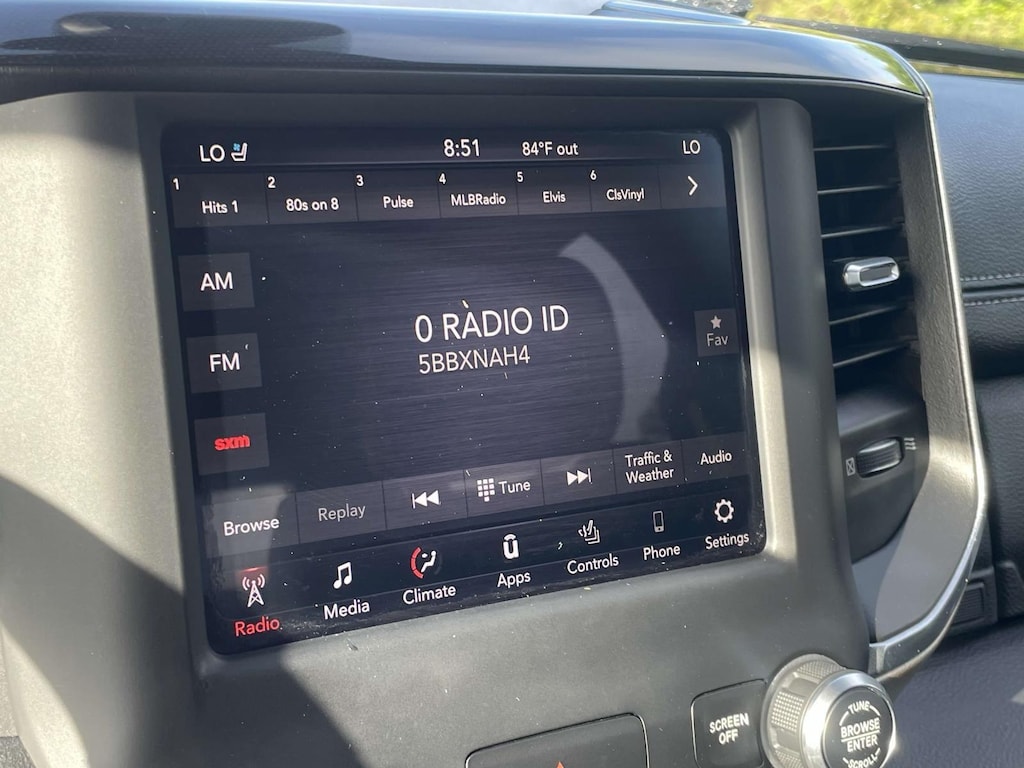 LO 8:51 84°F out LO
1 2 3 4 5 6
Hits 1 80s on 8 Pulse MLBRadio Elvis ClsVinyl
AM
0 RADIO ID
5BBXNAH4
Fav
FM
sxm
Browse Replay Tune Traffic &
Weather Audio
Radio Media Climate Apps Controls Phone Settings
SCREEN
OFF
TUNE
BROWSE
ENTER
SCROLL